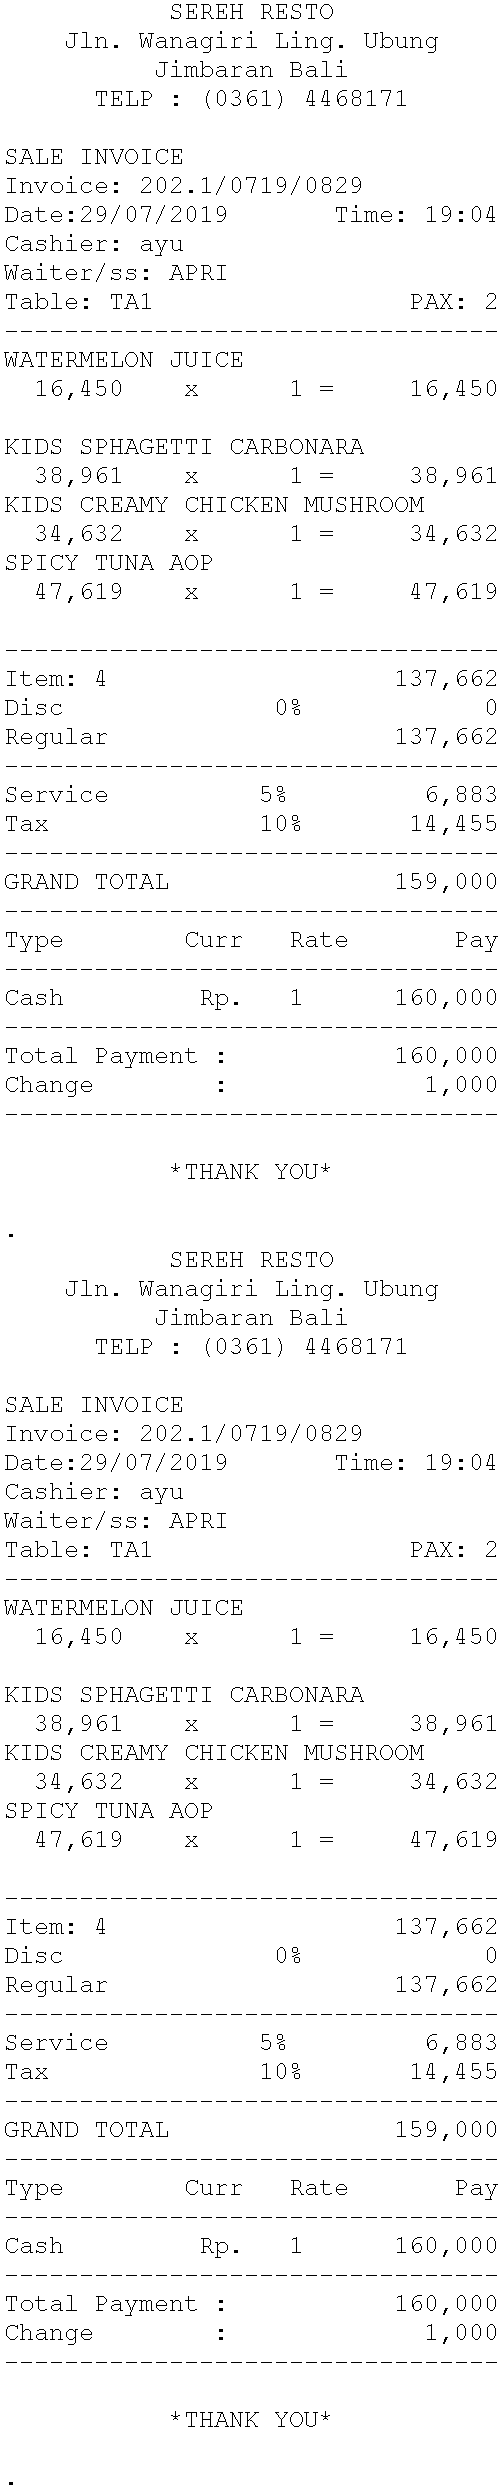 SEREH RESTO
Jln. Wanagiri Ling. Ubung
Jimbaran Bali
TELP : (0361) 4468171
SALE INVOICE
Invoice: 202.1/0719/0829
Date:29/07/2019 Time: 19:04
Cashier: ayu
Waiter/ss: APRI
Table: TA1 PAX: 2
---------------------------------
WATERMELON JUICE
16,450 x 1 = 16,450
KIDS SPHAGETTI CARBONARA
38,961 x 1 = 38,961
KIDS CREAMY CHICKEN MUSHROOM
34,632 x 1 = 34,632
SPICY TUNA AOP
47,619 x 1 = 47,619
---------------------------------
Item: 4 137,662
Disc 0% 0
Regular 137,662
---------------------------------
Service 5% 6,883
Tax 10% 14,455
---------------------------------
GRAND TOTAL 159,000
---------------------------------
Type Curr Rate Pay
---------------------------------
Cash Rp. 1 160,000
---------------------------------
Total Payment : 160,000
Change : 1,000
---------------------------------
*THANK YOU*
.
SEREH RESTO
Jln. Wanagiri Ling. Ubung
Jimbaran Bali
TELP : (0361) 4468171
SALE INVOICE
Invoice: 202.1/0719/0829
Date:29/07/2019 Time: 19:04
Cashier: ayu
Waiter/ss: APRI
Table: TA1 PAX: 2
---------------------------------
WATERMELON JUICE
16,450 x 1 = 16,450
KIDS SPHAGETTI CARBONARA
38,961 x 1 = 38,961
KIDS CREAMY CHICKEN MUSHROOM
34,632 x 1 = 34,632
SPICY TUNA AOP
47,619 x 1 = 47,619
---------------------------------
Item: 4 137,662
Disc 0% 0
Regular 137,662
---------------------------------
Service 5% 6,883
Tax 10% 14,455
---------------------------------
GRAND TOTAL 159,000
---------------------------------
Type Curr Rate Pay
---------------------------------
Cash Rp. 1 160,000
---------------------------------
Total Payment : 160,000
Change : 1,000
---------------------------------
*THANK YOU*
.